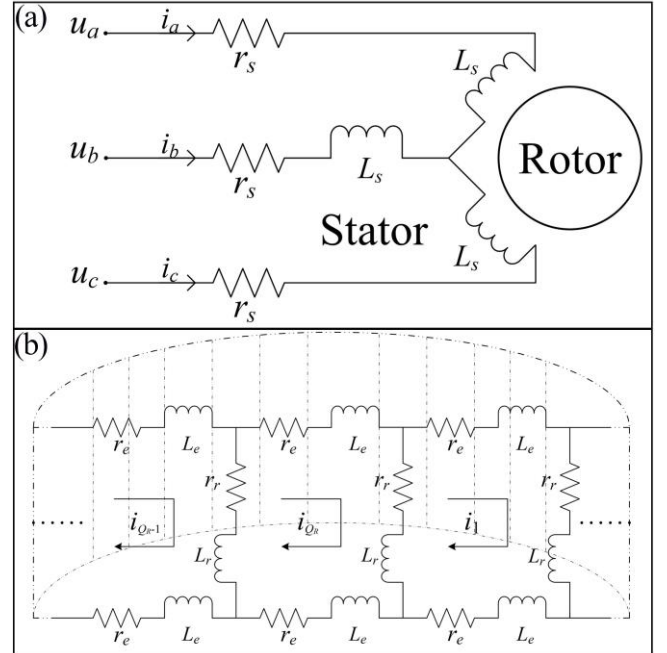 (a)
u_a i_a r_s L_s
u_b i_b r_s L_s Rotor
Stator
u_c i_c r_s L_s
(b)
r_e L_e r_e L_e r_e L_e
r_r r_r r_r
..... i_{Q_R-1} i_{Q_R} i_1 .....
L_r L_r L_r
r_e L_e r_e L_e r_e L_e